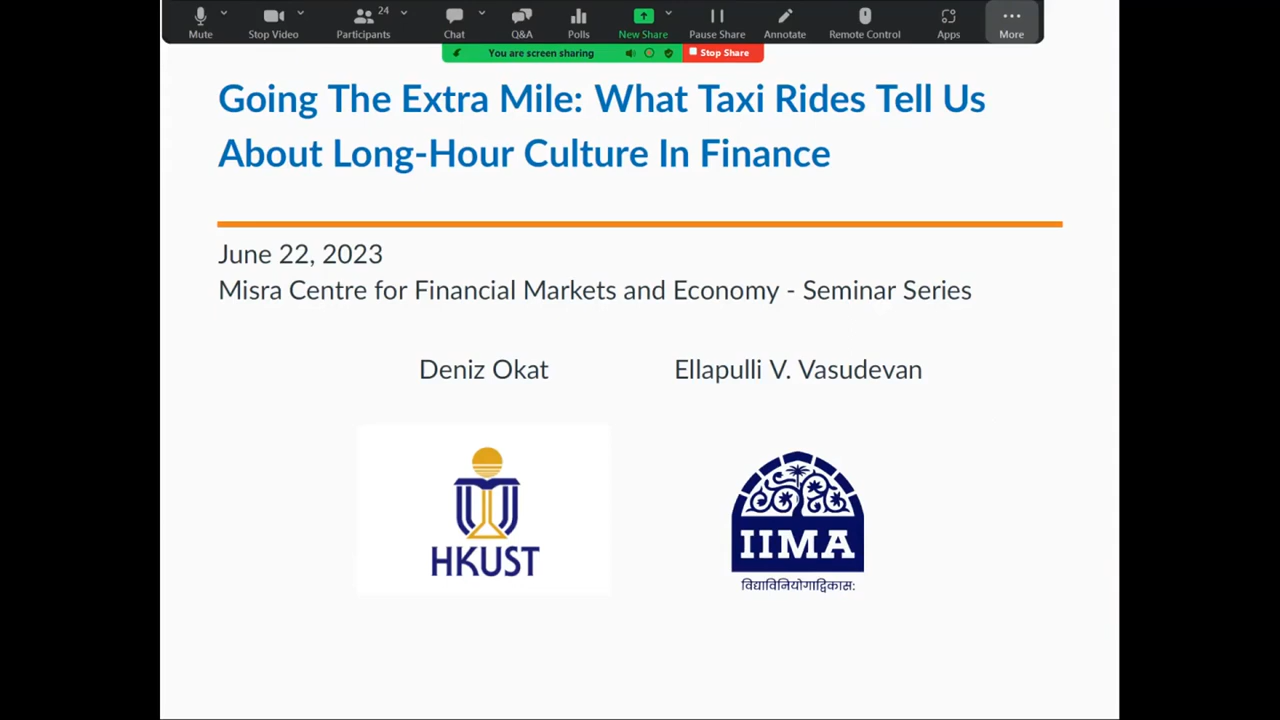 24
Mute
Stop Video
Participants
Chat
Q&A
Polls
New Share
Pause Share
Annotate
Remote Control
Apps
More
You are screen sharing
Stop Share
Going The Extra Mile: What Taxi Rides Tell Us
About Long-Hour Culture In Finance
June 22, 2023
Misra Centre for Financial Markets and Economy - Seminar Series
Deniz Okat
Ellapulli V. Vasudevan
HKUST
IIMA
विद्याविनियोगाद्विकास: